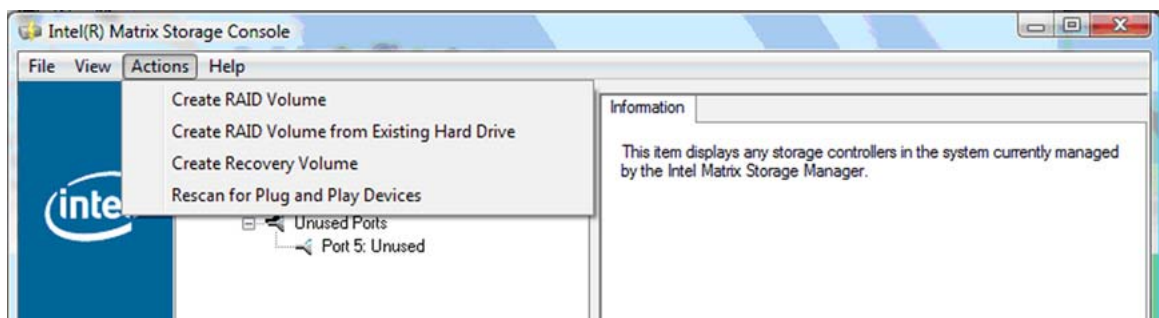 Intel(R) Matrix Storage Console
File View Actions Help
Create RAID Volume
Create RAID Volume from Existing Hard Drive
Create Recovery Volume
Rescan for Plug and Play Devices
Unused Ports
Port 5: Unused
Information
This item displays any storage controllers in the system currently managed
by the Intel Matrix Storage Manager.
inte